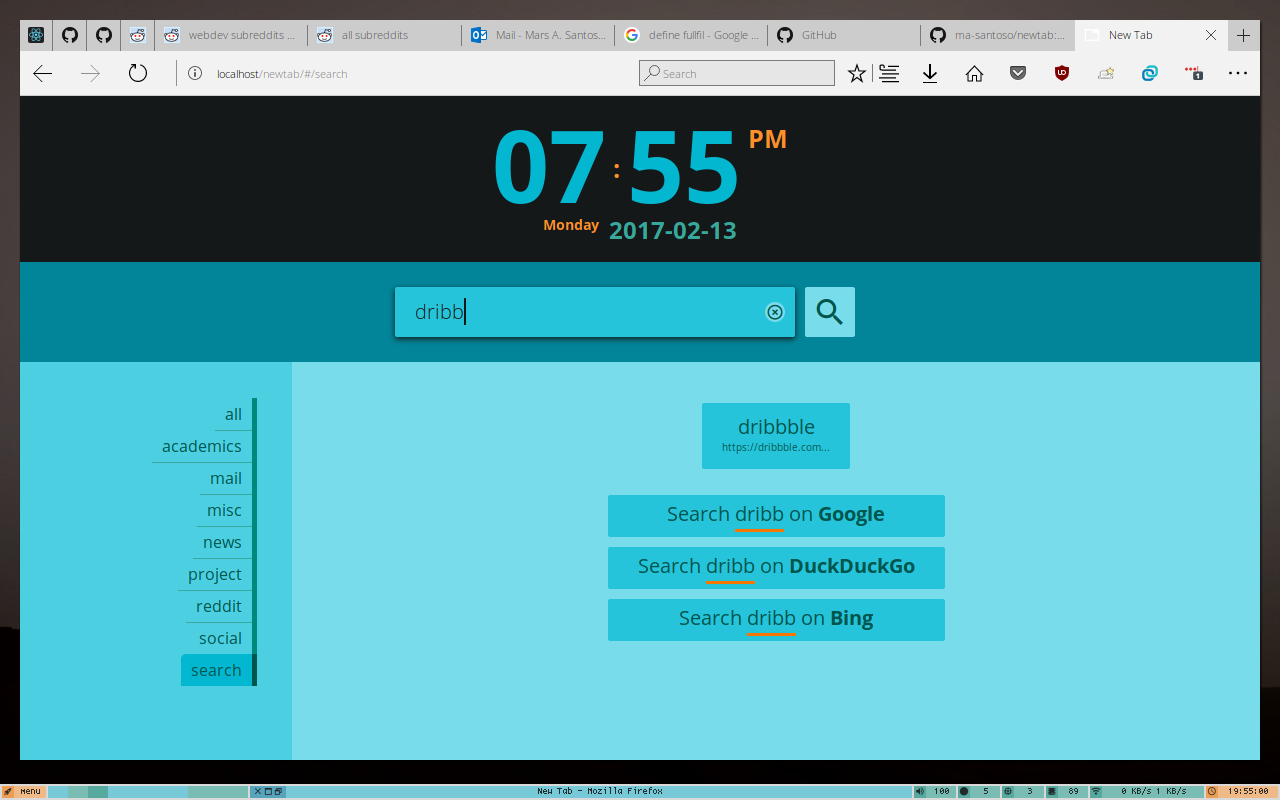 webdev subreddits ...
all subreddits
Mail - Mars A. Santos...
define fullfil - Google ...
GitHub
ma-santoso/newtab:...
New Tab
localhost/newtab/#/search
Search
1
07:55 PM
Monday 2017-02-13
dribb
all
academics
mail
misc
news
project
reddit
social
search
dribbble
https://dribbble.com...
Search dribb on Google
Search dribb on DuckDuckGo
Search dribb on Bing
Menu
New Tab - Mozilla Firefox
100
5
3
89
0 KB/s 1 KB/s
19:55:00